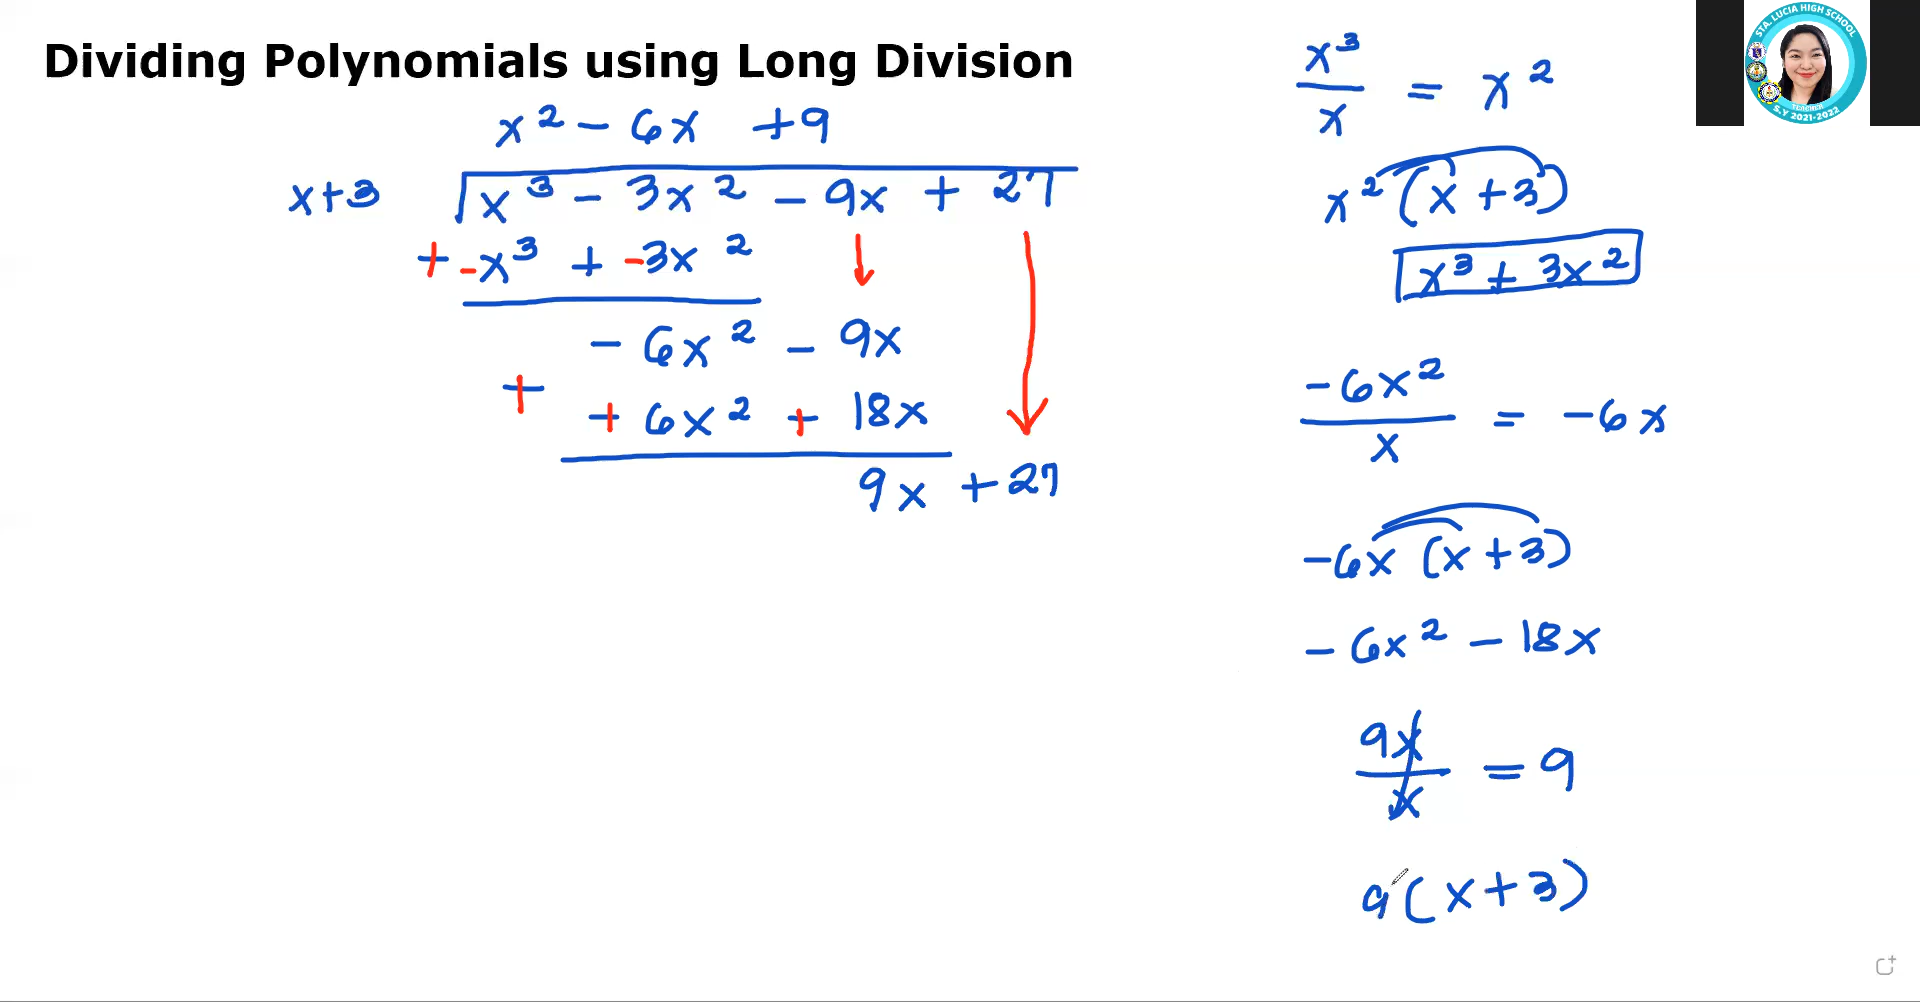 Dividing Polynomials using Long Division
x² - 6x + 9
x+3 √ x³ - 3x² - 9x + 27
+ -x³ + -3x²
- 6x² - 9x
+ + 6x² + 18x
9x + 27
x³/x = x²
x² (x + 3)
x³ + 3x²
-6x²/x = -6x
-6x (x + 3)
- 6x² - 18x
9x/x = 9
9(x+3)
STA. LUCIA HIGH SCHOOL
TEACHER
S.Y 2021-2022